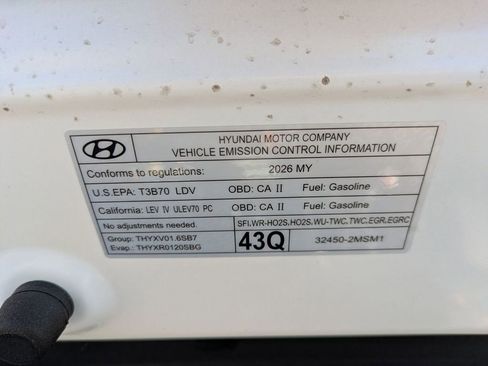 HYUNDAI MOTOR COMPANY
VEHICLE EMISSION CONTROL INFORMATION
Conforms to regulations: 2026 MY
U.S.EPA: T3B70 LDV OBD: CA II Fuel: Gasoline
California: LEV IV ULEV70 PC OBD: CA II Fuel: Gasoline
No adjustments needed. SFI.WR-HO2S.HO2S.WU-TWC.TWC.EGR.EGRC
Group: THYXV01.6SB7
Evap.: THYXR0120SBG
43Q 32450-2MSM1